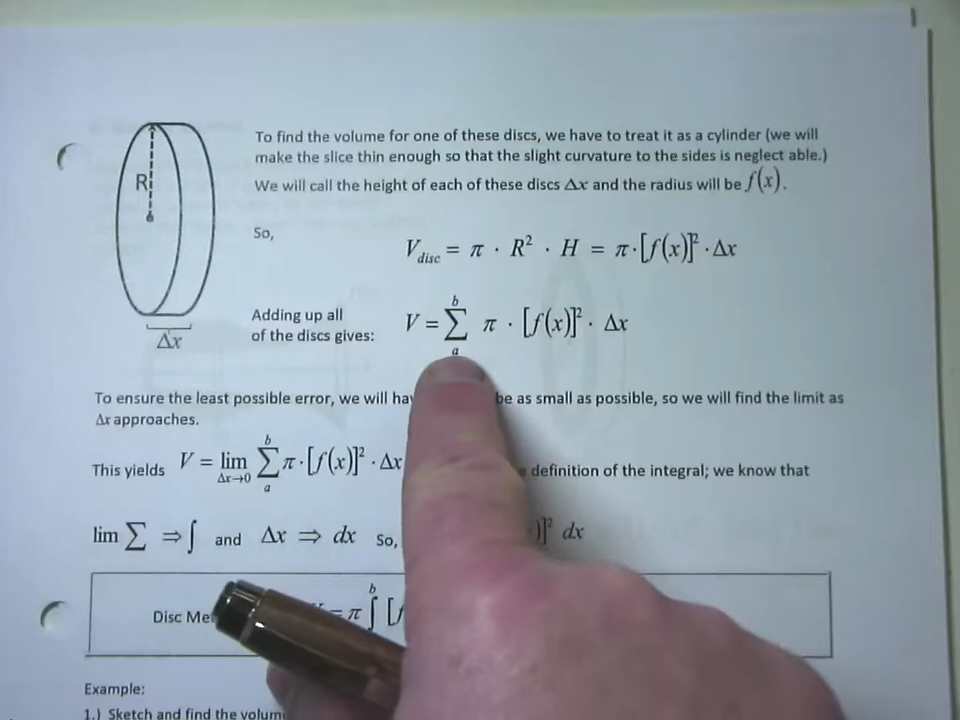 To find the volume for one of these discs, we have to treat it as a cylinder (we will
make the slice thin enough so that the slight curvature to the sides is neglect able.)
R
We will call the height of each of these discs Δx and the radius will be f(x).
So,
V_disc = π · R² · H = π·[f(x)]² · Δx
Adding up all
of the discs gives:
V = ∑_a^b π · [f(x)]² · Δx
Δx
To ensure the least possible error, we will be as small as possible, so we will find the limit as
Δx approaches.
This yields V = lim_{Δx→0} ∑_a^b π·[f(x)]² · Δx definition of the integral; we know that
lim ∑ ⇒ ∫ and Δx ⇒ dx So, )]² dx
Disc = π ∫^b [f
Example:
1.) Sketch and find the